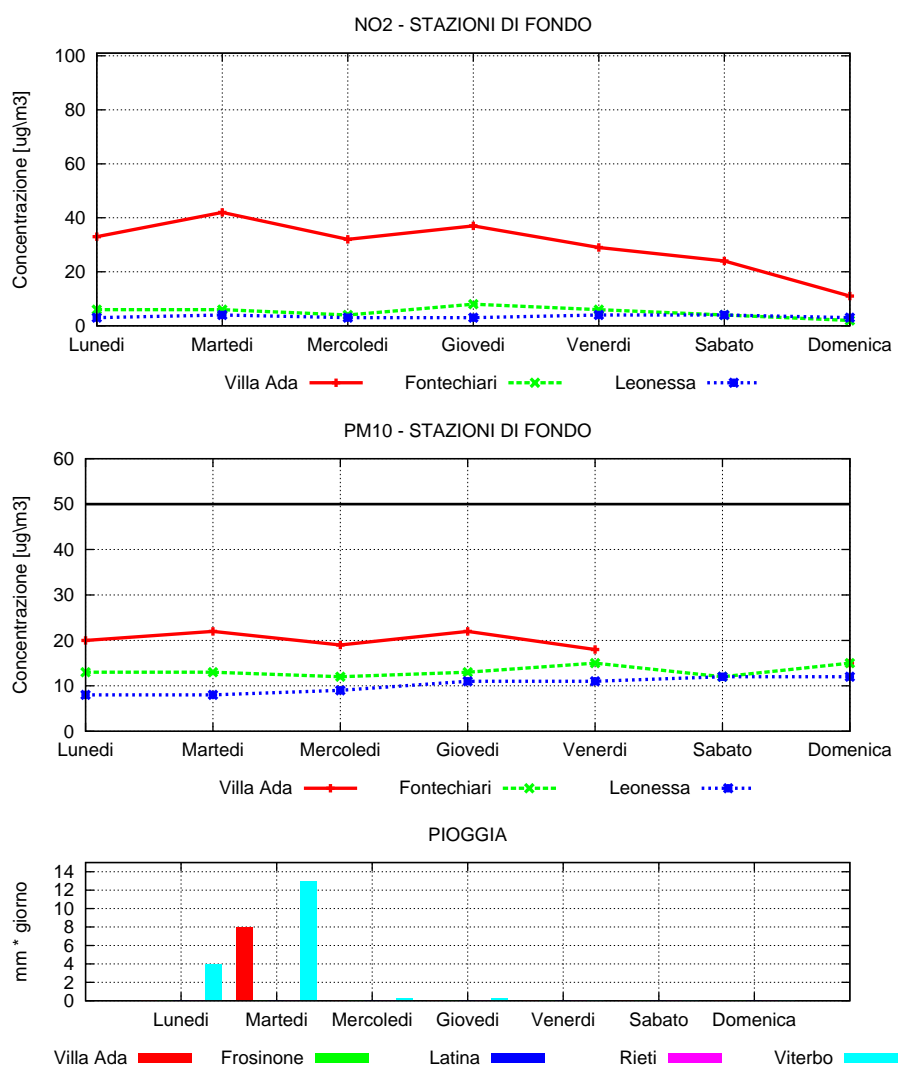 NO2 - STAZIONI DI FONDO
100
80
60
40
20
0
Concentrazione [ug\m3]
Lunedi Martedi Mercoledi Giovedi Venerdi Sabato Domenica
Villa Ada Fontechiari Leonessa
PM10 - STAZIONI DI FONDO
60
50
40
30
20
10
0
Concentrazione [ug\m3]
Lunedi Martedi Mercoledi Giovedi Venerdi Sabato Domenica
Villa Ada Fontechiari Leonessa
PIOGGIA
14
12
10
8
6
4
2
0
mm * giorno
Lunedi Martedi Mercoledi Giovedi Venerdi Sabato Domenica
Villa Ada Frosinone Latina Rieti Viterbo